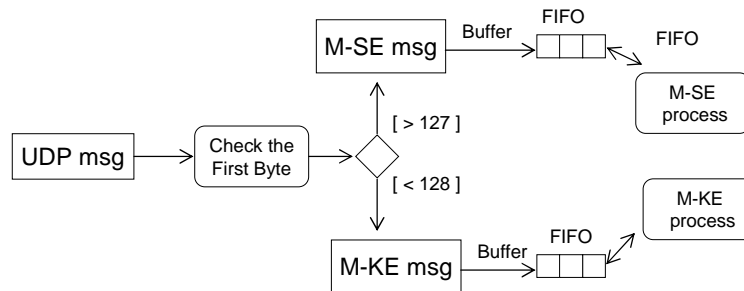 FIFO
Buffer
FIFO
M-SE msg
M-SE
process
[ > 127 ]
UDP msg
Check the
First Byte
[ < 128 ]
M-KE
process
FIFO
Buffer
M-KE msg